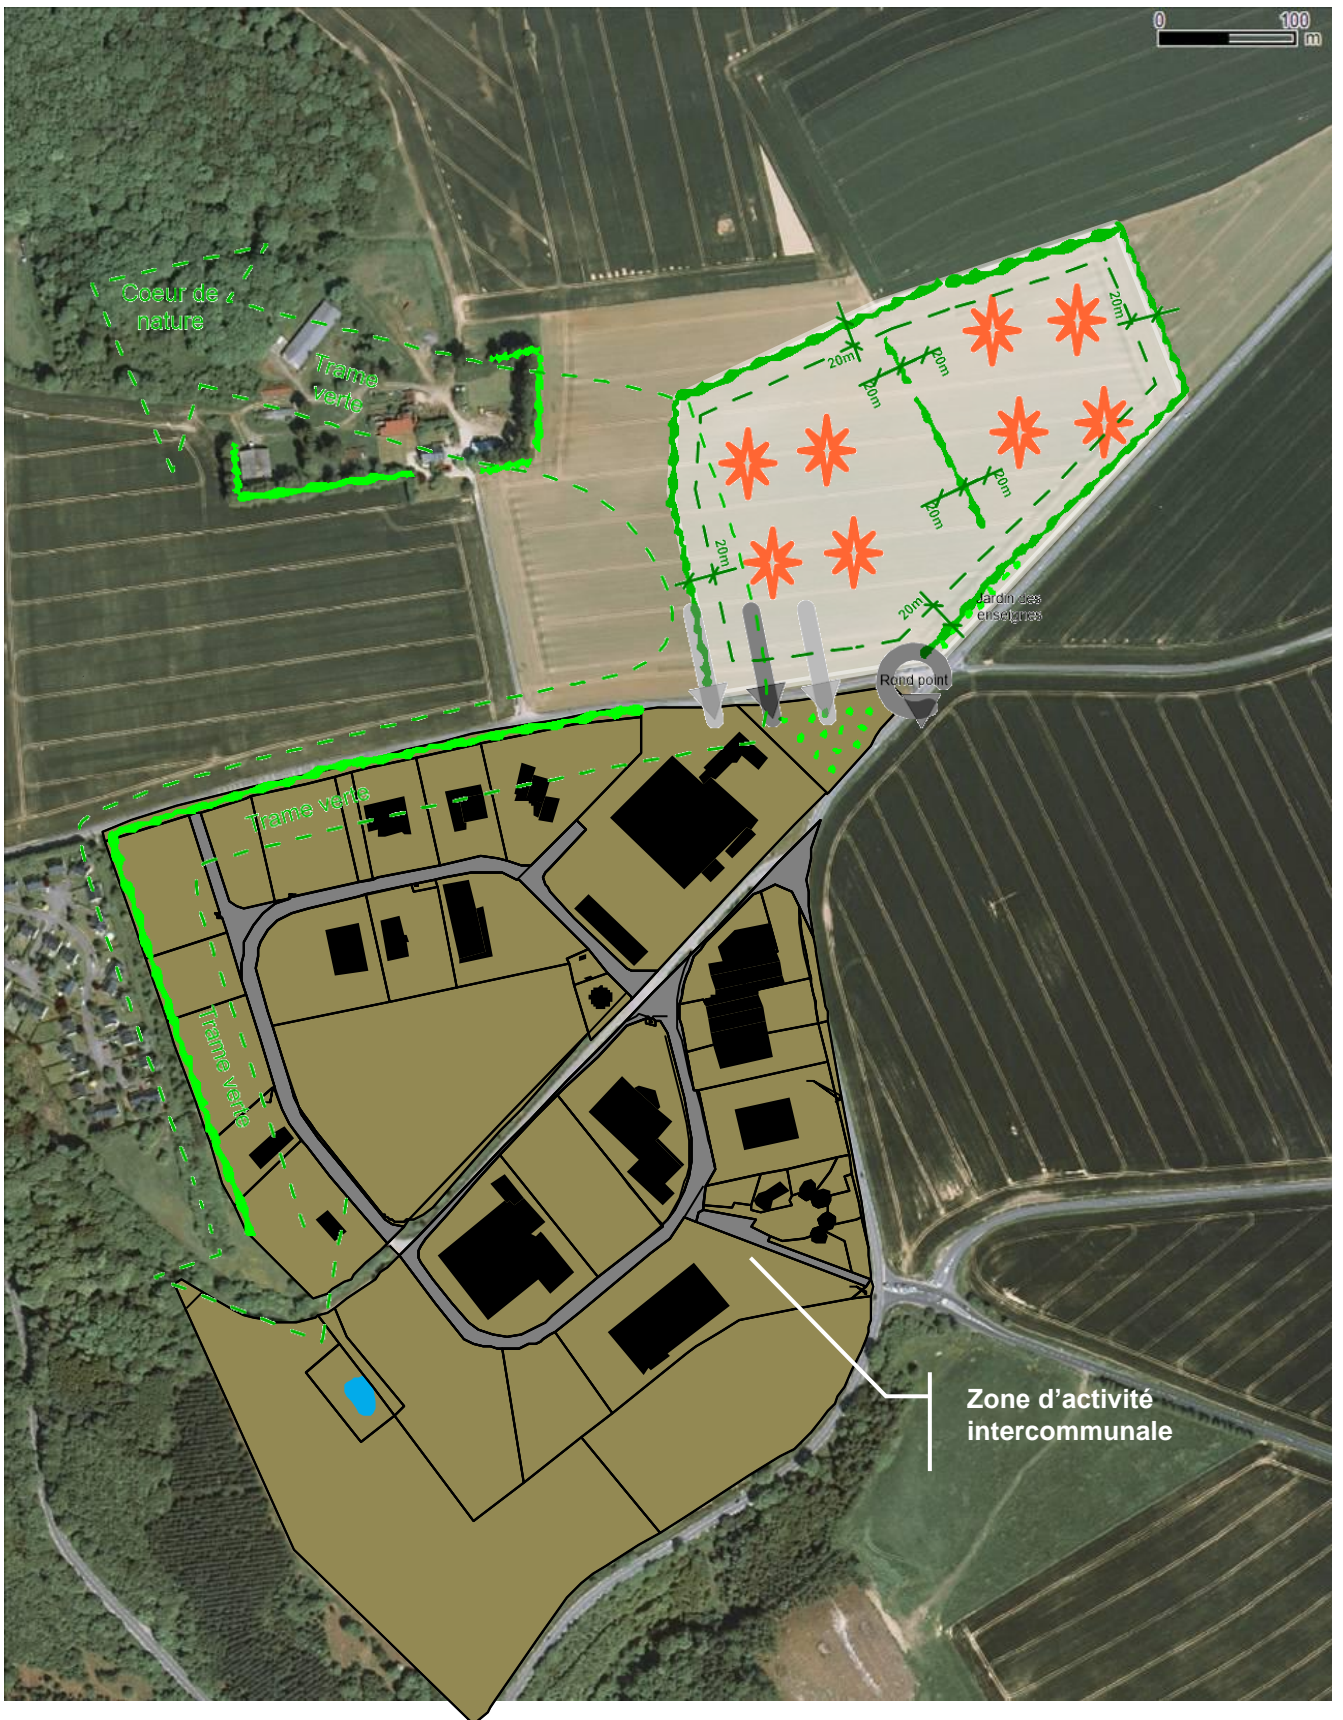 0 100
m
Coeur de
nature
Trame
verte
20m
20m
20m
20m
20m
20m
20m
20m
Jardin des
enseignes
Rond point
Trame verte
Trame verte
Zone d'activité
intercommunale